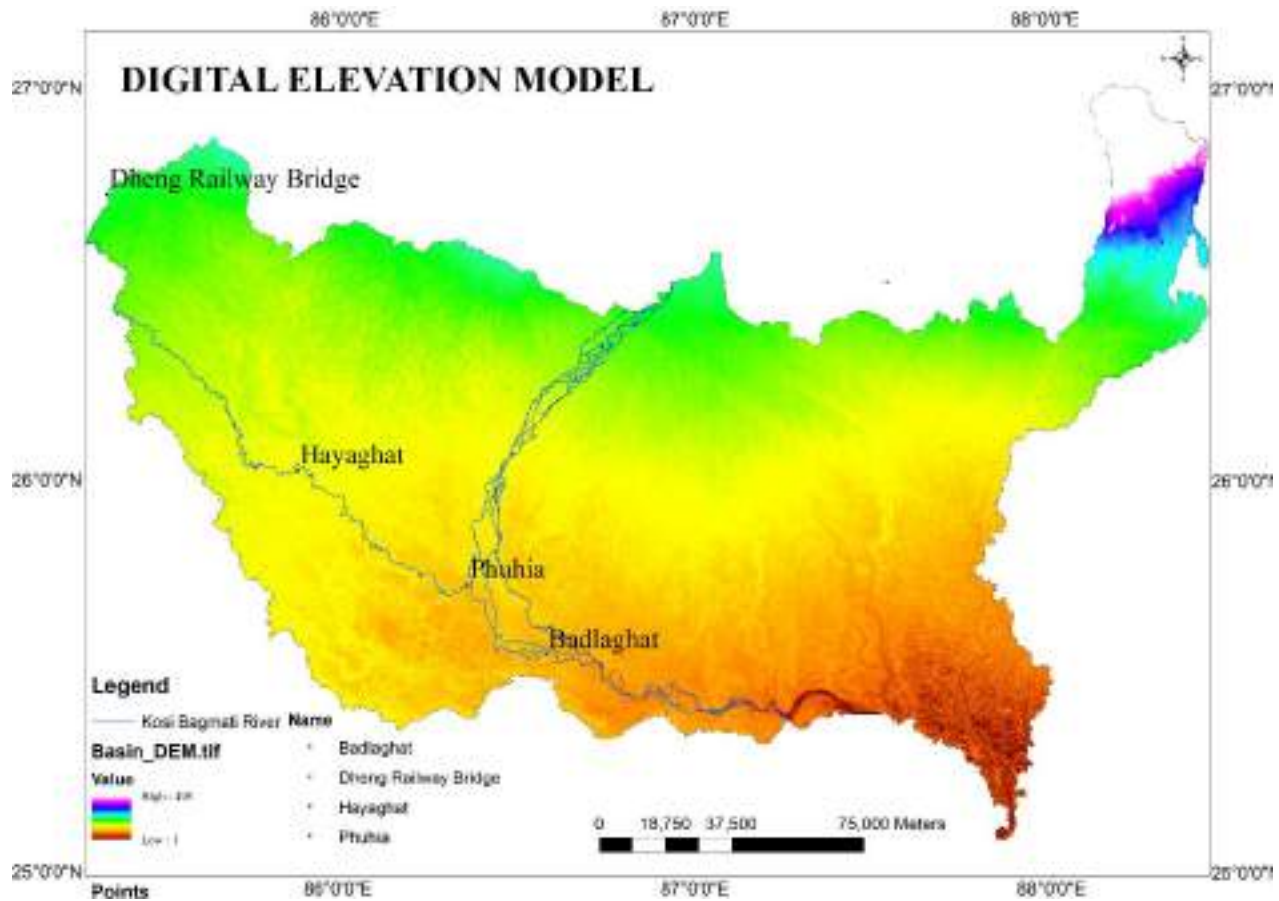 86°0'0"E 87°0'0"E 88°0'0"E
DIGITAL ELEVATION MODEL
27°0'0"N 27°0'0"N
Dheng Railway Bridge
Hayaghat
26°0'0"N 26°0'0"N
Phuhia
Badlaghat
Legend
Kosi Bagmati River Name
Basin_DEM.tif
Badlaghat
Value
Dheng Railway Bridge
High :
Hayaghat
Low : 1
Phuhia
0 18,750 37,500 75,000 Meters
25°0'0"N 25°0'0"N
Points
86°0'0"E 87°0'0"E 88°0'0"E